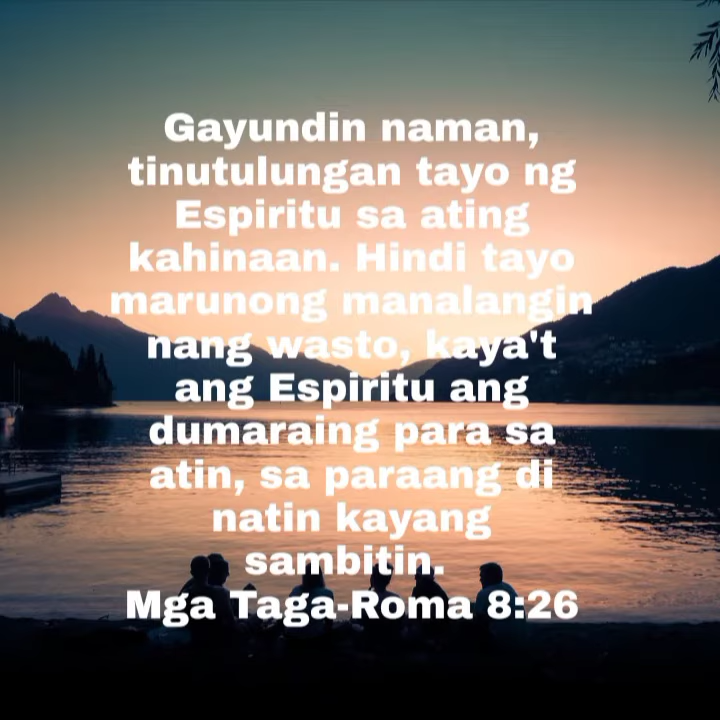 Gayundin naman,
tinutulungan tayo ng
Espiritu sa ating
kahinaan. Hindi tayo
marunong manalangin
nang wasto, kaya't
ang Espiritu ang
dumaraing para sa
atin, sa paraang di
natin kayang
sambitin.
Mga Taga-Roma 8:26